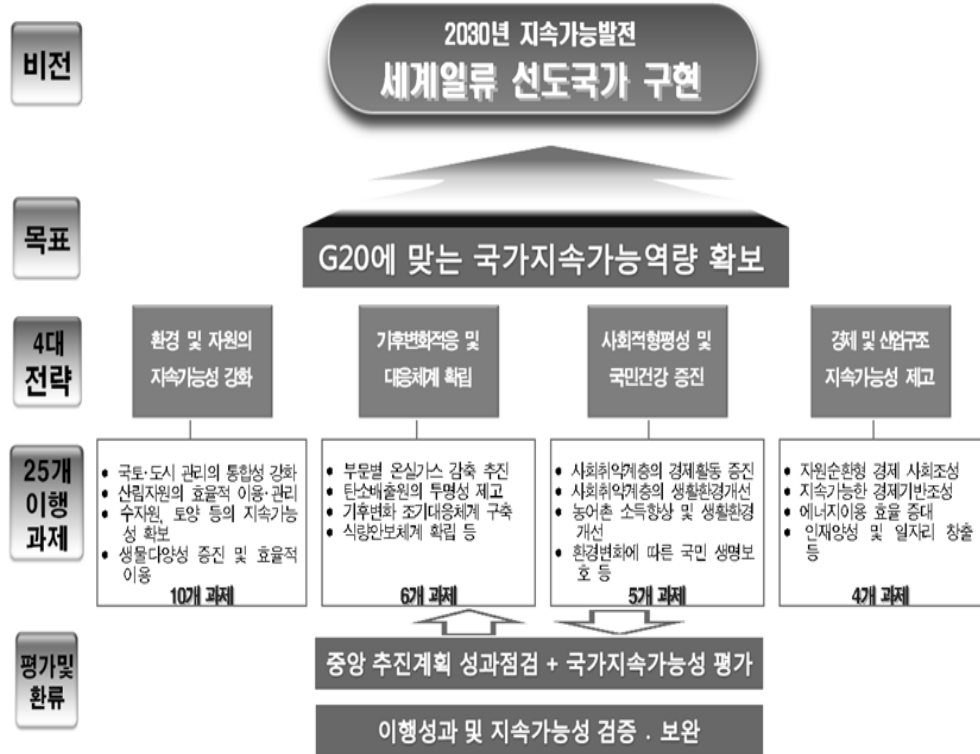 비전
2030년 지속가능발전
세계일류 선도국가 구현
목표
G20에 맞는 국가지속가능역량 확보
4대
전략
환경 및 자원의
지속가능성 강화
기후변화적응 및
대응체계 확립
사회적형평성 및
국민건강 증진
경제 및 산업구조
지속가능성 제고
25개
이행
과제
• 국토·도시 관리의 통합성 강화
• 산림자원의 효율적 이용·관리
• 수자원, 토양 등의 지속가능
성 확보
• 생물다양성 증진 및 효율적
이용
10개 과제
• 부문별 온실가스 감축 추진
• 탄소배출원의 투명성 제고
• 기후변화 조기대응체계 구축
• 식량안보체계 확립 등
6개 과제
• 사회취약계층의 경제활동 증진
• 사회취약계층의 생활환경개선
• 농어촌 소득향상 및 생활환경
개선
• 환경변화에 따른 국민 생명보
호 등
5개 과제
• 자원순환형 경제 사회조성
• 지속가능한 경제기반조성
• 에너지이용 효율 증대
• 인재양성 및 일자리 창출
등
4개 과제
평가및
환류
중앙 추진계획 성과점검 + 국가지속가능성 평가
이행성과 및 지속가능성 검증 . 보완